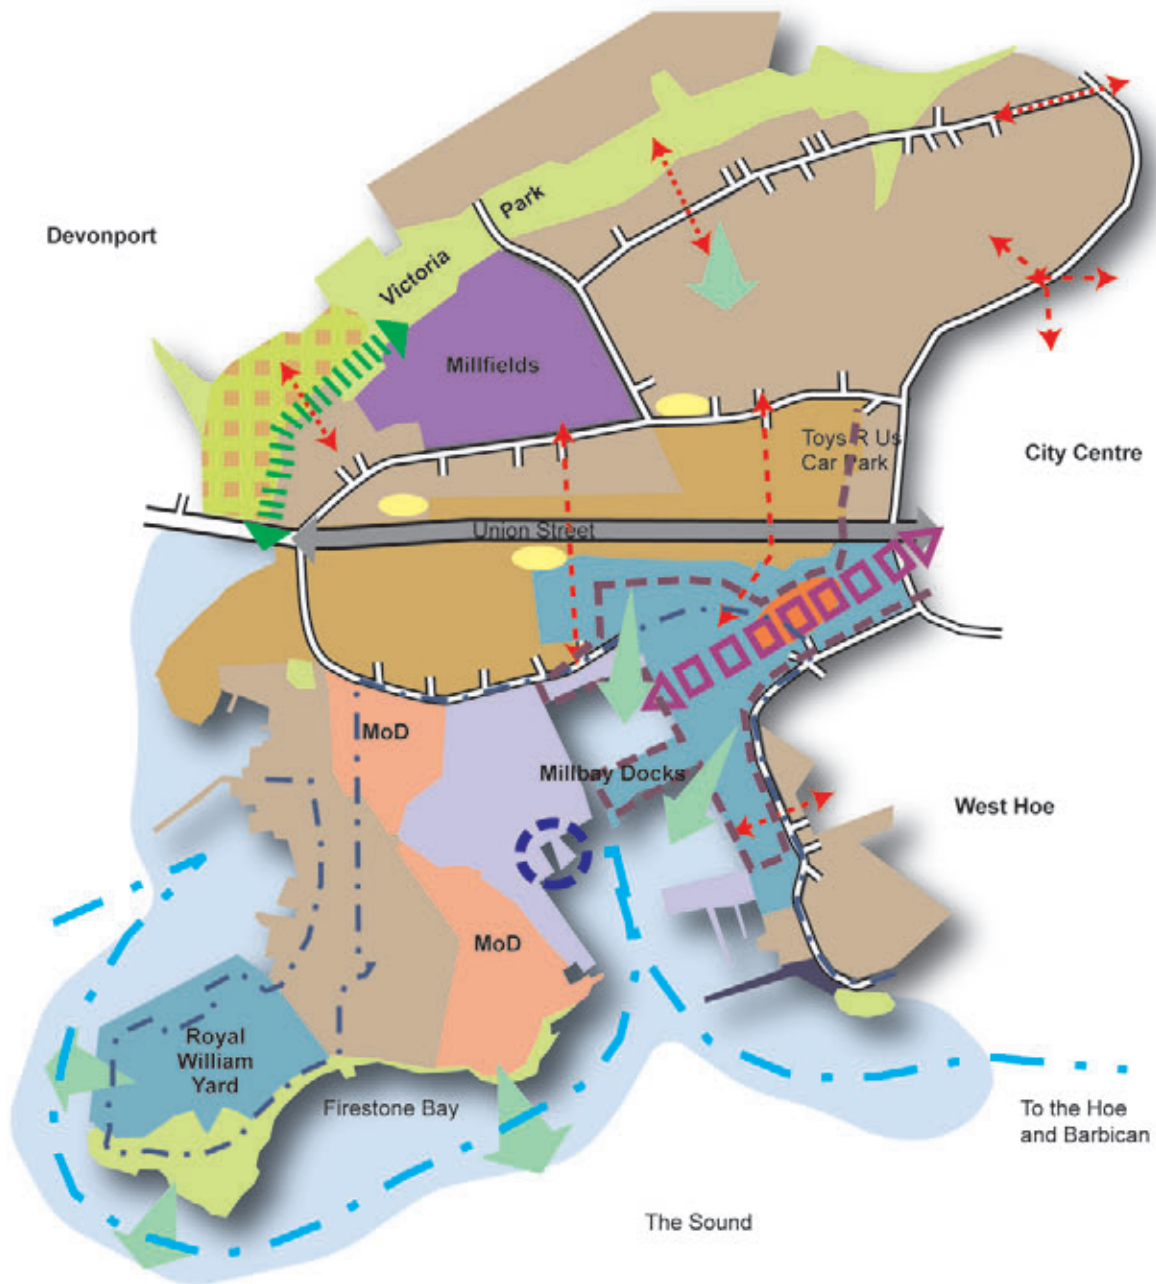 Devonport
Victoria
Park
Millfields
Toys R Us
Car Park
City Centre
Union Street
MoD
Millbay Docks
West Hoe
MoD
Royal
William
Yard
Firestone Bay
To the Hoe
and Barbican
The Sound